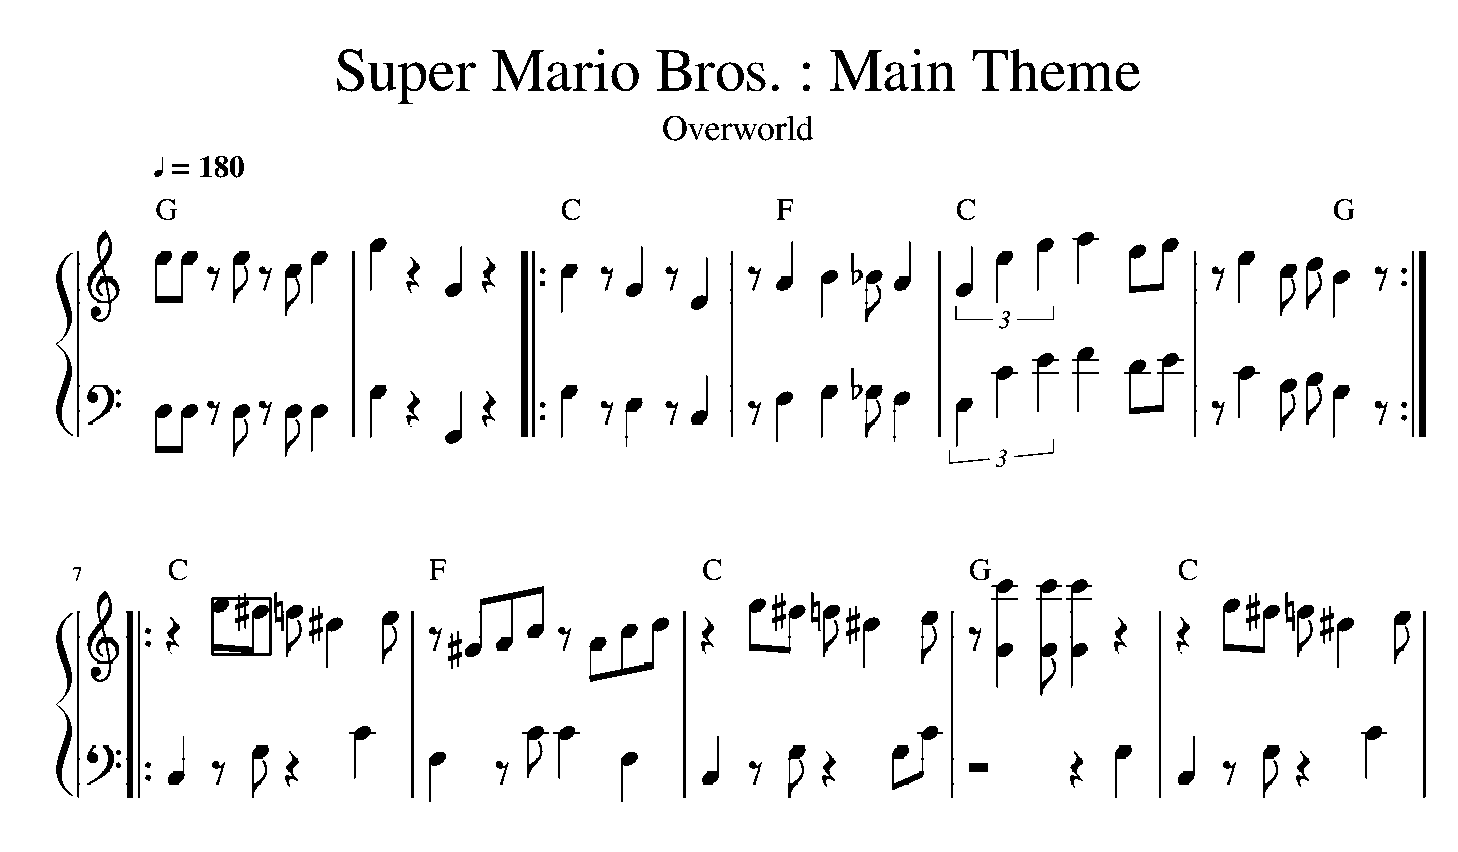 Super Mario Bros. : Main Theme
Overworld
♩ = 180
G C F C G
3
3
7 C F C G C